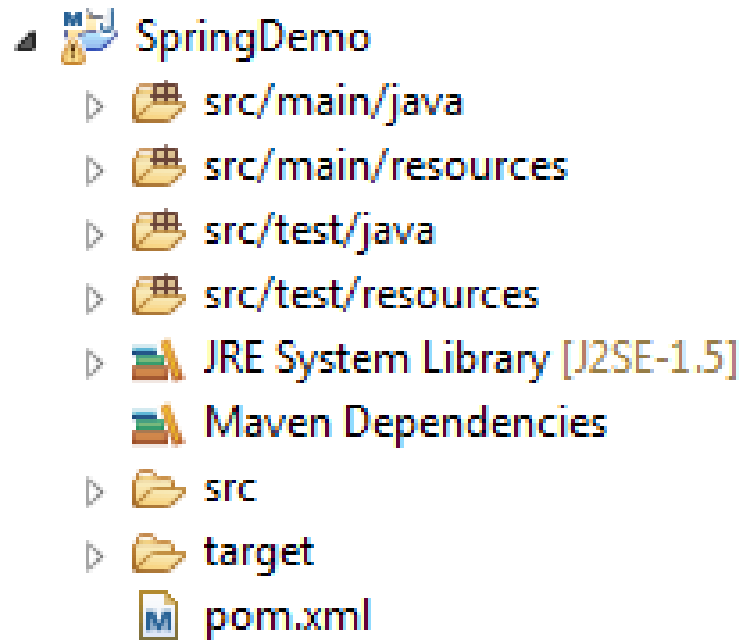 SpringDemo
src/main/java
src/main/resources
src/test/java
src/test/resources
JRE System Library [J2SE-1.5]
Maven Dependencies
src
target
pom.xml